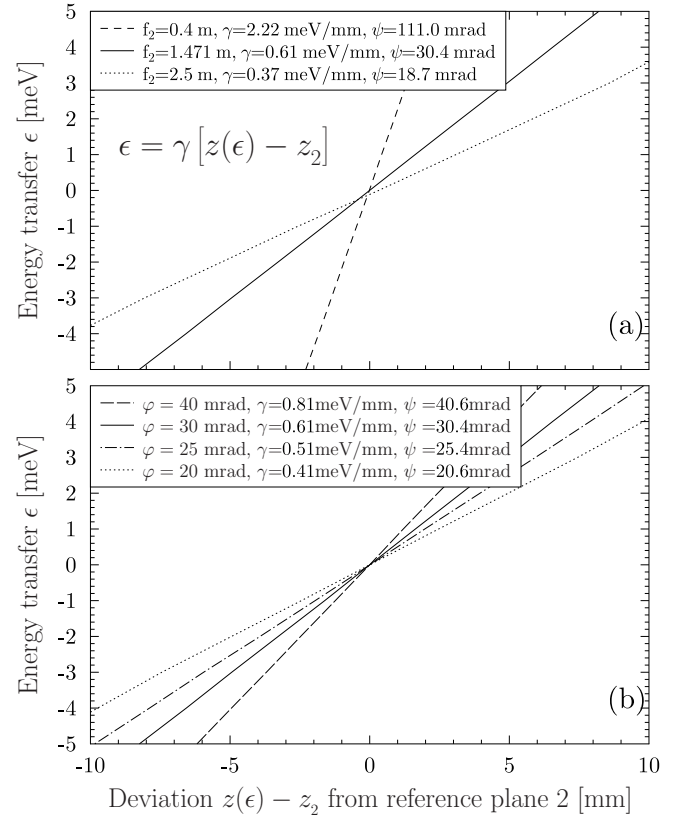 5
f₂=0.4 m, γ=2.22 meV/mm, ψ=111.0 mrad
f₂=1.471 m, γ=0.61 meV/mm, ψ=30.4 mrad
f₂=2.5 m, γ=0.37 meV/mm, ψ=18.7 mrad
4
3
2
1
0
-1
-2
-3
-4
Energy transfer ϵ [meV]
ϵ = γ [z(ϵ) − z₂]
(a)
5
φ = 40 mrad, γ=0.81meV/mm, ψ =40.6mrad
φ = 30 mrad, γ=0.61meV/mm, ψ =30.4mrad
φ = 25 mrad, γ=0.51meV/mm, ψ =25.4mrad
φ = 20 mrad, γ=0.41meV/mm, ψ =20.6mrad
4
3
2
1
0
-1
-2
-3
-4
-5
Energy transfer ϵ [meV]
(b)
-10 -5 0 5 10
Deviation z(ϵ) − z₂ from reference plane 2 [mm]